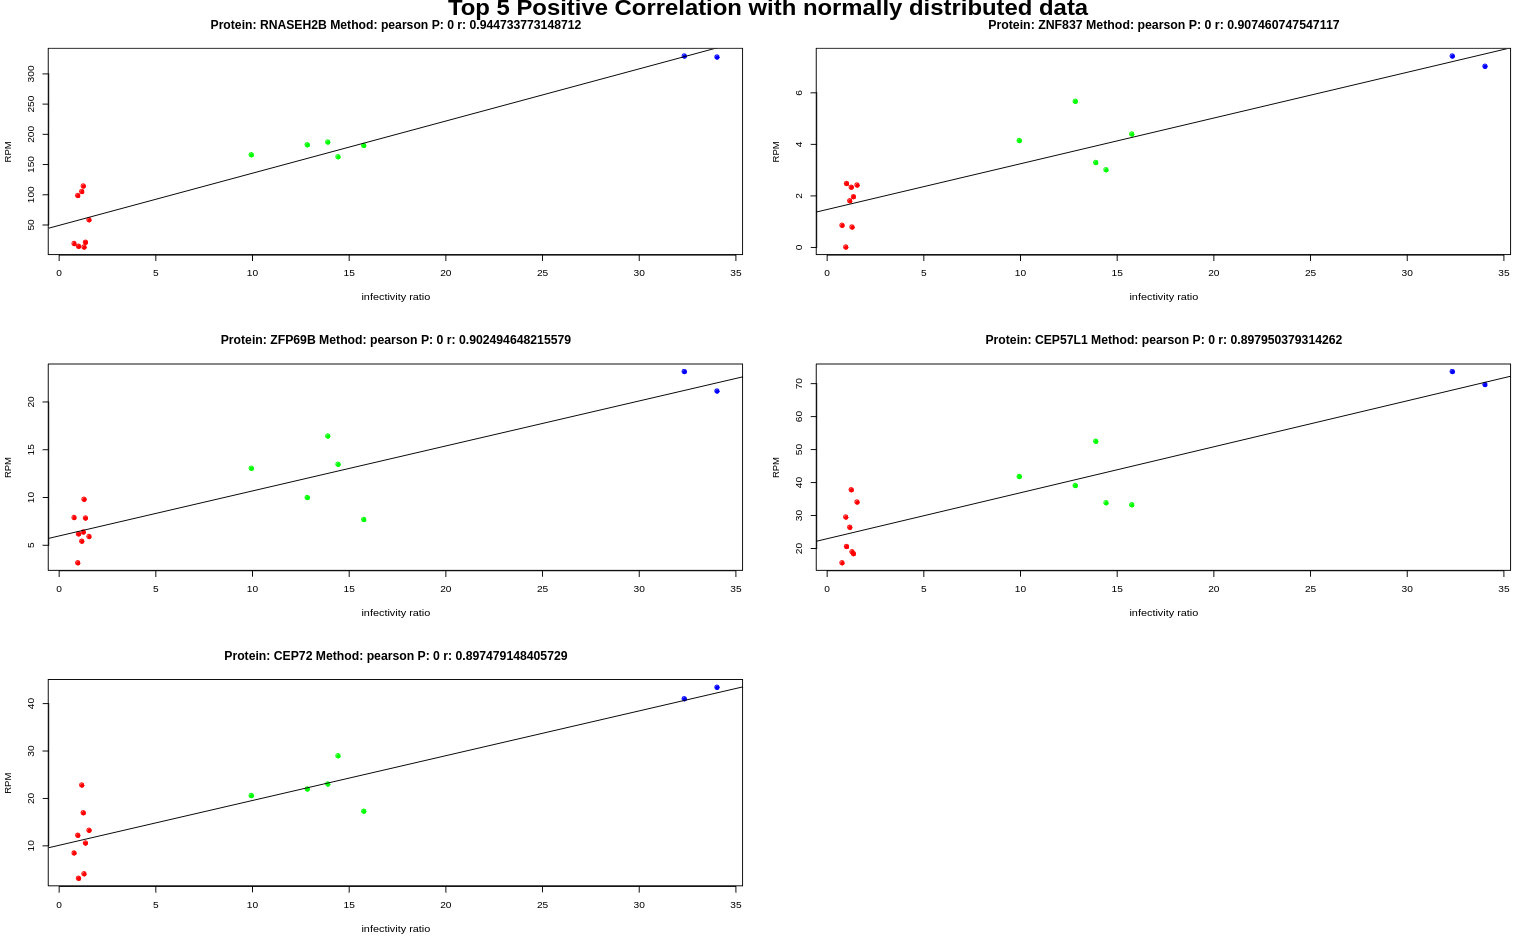 Top 5 Positive Correlation with normally distributed data
Protein: RNASEH2B Method: pearson P: 0 r: 0.944733773148712
RPM
300
250
200
150
100
50
0 5 10 15 20 25 30 35
infectivity ratio
Protein: ZNF837 Method: pearson P: 0 r: 0.907460747547117
RPM
6
4
2
0
0 5 10 15 20 25 30 35
infectivity ratio
Protein: ZFP69B Method: pearson P: 0 r: 0.902494648215579
RPM
20
15
10
5
0 5 10 15 20 25 30 35
infectivity ratio
Protein: CEP57L1 Method: pearson P: 0 r: 0.897950379314262
RPM
70
60
50
40
30
20
0 5 10 15 20 25 30 35
infectivity ratio
Protein: CEP72 Method: pearson P: 0 r: 0.897479148405729
RPM
40
30
20
10
0 5 10 15 20 25 30 35
infectivity ratio